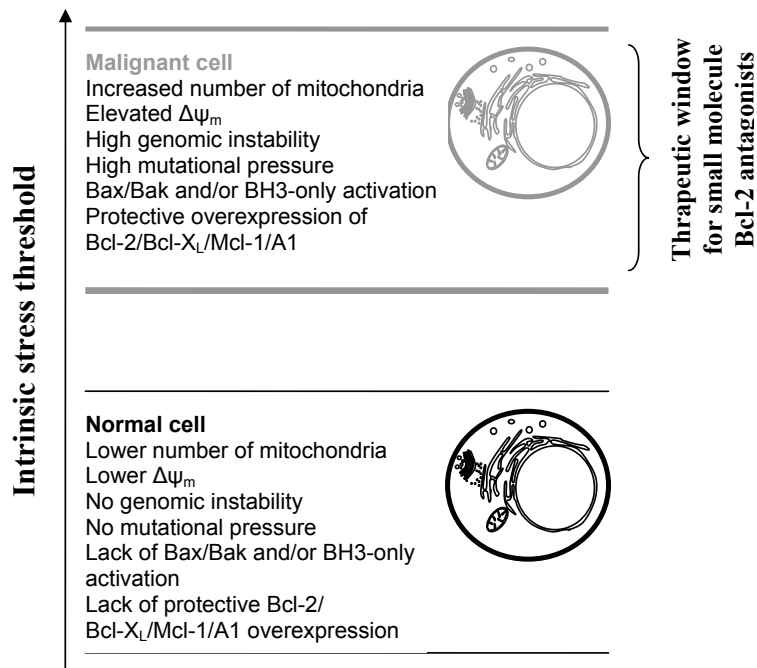 Intrinsic stress threshold
Malignant cell
Increased number of mitochondria
Elevated Δψm
High genomic instability
High mutational pressure
Bax/Bak and/or BH3-only activation
Protective overexpression of
Bcl-2/Bcl-XL/Mcl-1/A1
Thrapeutic window
for small molecule
Bcl-2 antagonists
Normal cell
Lower number of mitochondria
Lower Δψm
No genomic instability
No mutational pressure
Lack of Bax/Bak and/or BH3-only
activation
Lack of protective Bcl-2/
Bcl-XL/Mcl-1/A1 overexpression